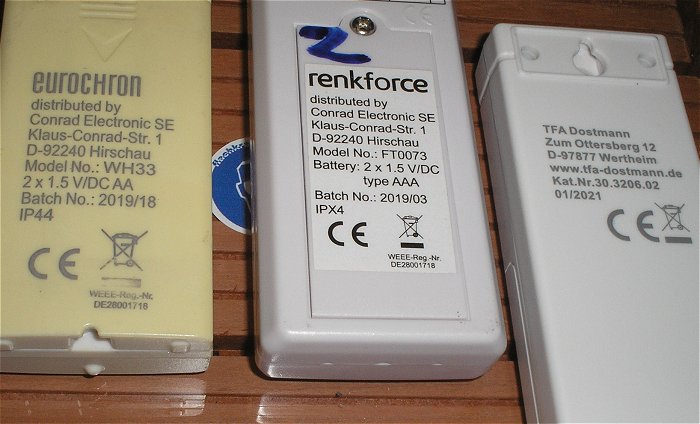 eurochron
distributed by
Conrad Electronic SE
Klaus-Conrad-Str. 1
D-92240 Hirschau
Model No.: WH33
2 x 1.5 V/DC AA
Batch No.: 2019/18
IP44
CE
WEEE-Reg.-Nr.
DE28001718
2
renkforce
distributed by
Conrad Electronic SE
Klaus-Conrad-Str. 1
D-92240 Hirschau
Model No.: FT0073
Battery: 2 x 1.5 V/DC
type AAA
Batch No.: 2019/03
IPX4
CE
WEEE-Reg.-Nr.
DE28001718
CE
TFA Dostmann
Zum Ottersberg 12
D-97877 Wertheim
www.tfa-dostmann.de
Kat.Nr.30.3206.02
01/2021
CE